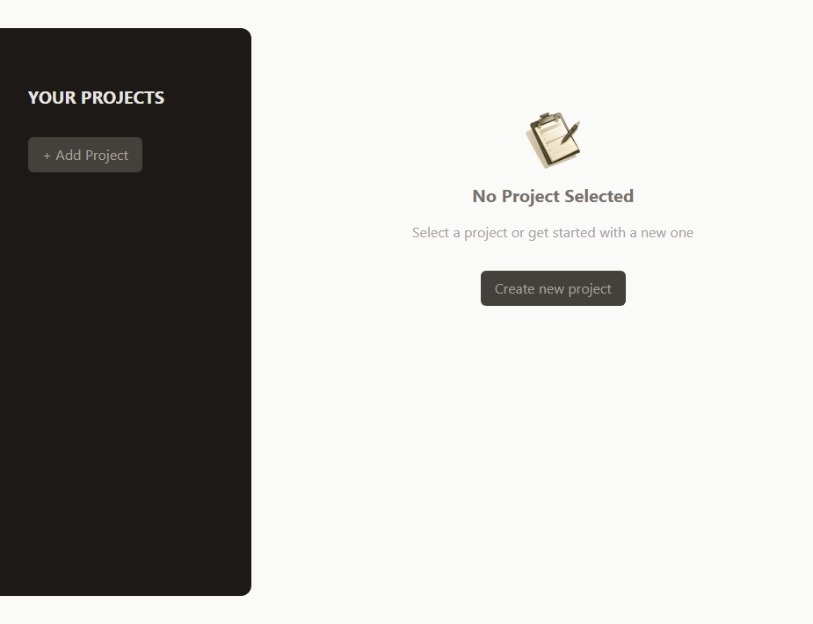 YOUR PROJECTS
+ Add Project
No Project Selected
Select a project or get started with a new one
Create new project